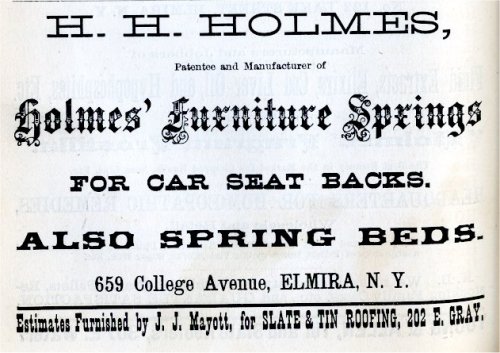 H. H. HOLMES,
Patentee and Manufacturer of
Holmes' Furniture Springs
FOR CAR SEAT BACKS.
ALSO SPRING BEDS.
659 College Avenue, ELMIRA, N. Y.
Estimates Furnished by J. J. Mayott, for SLATE & TIN ROOFING, 202 E. GRAY.